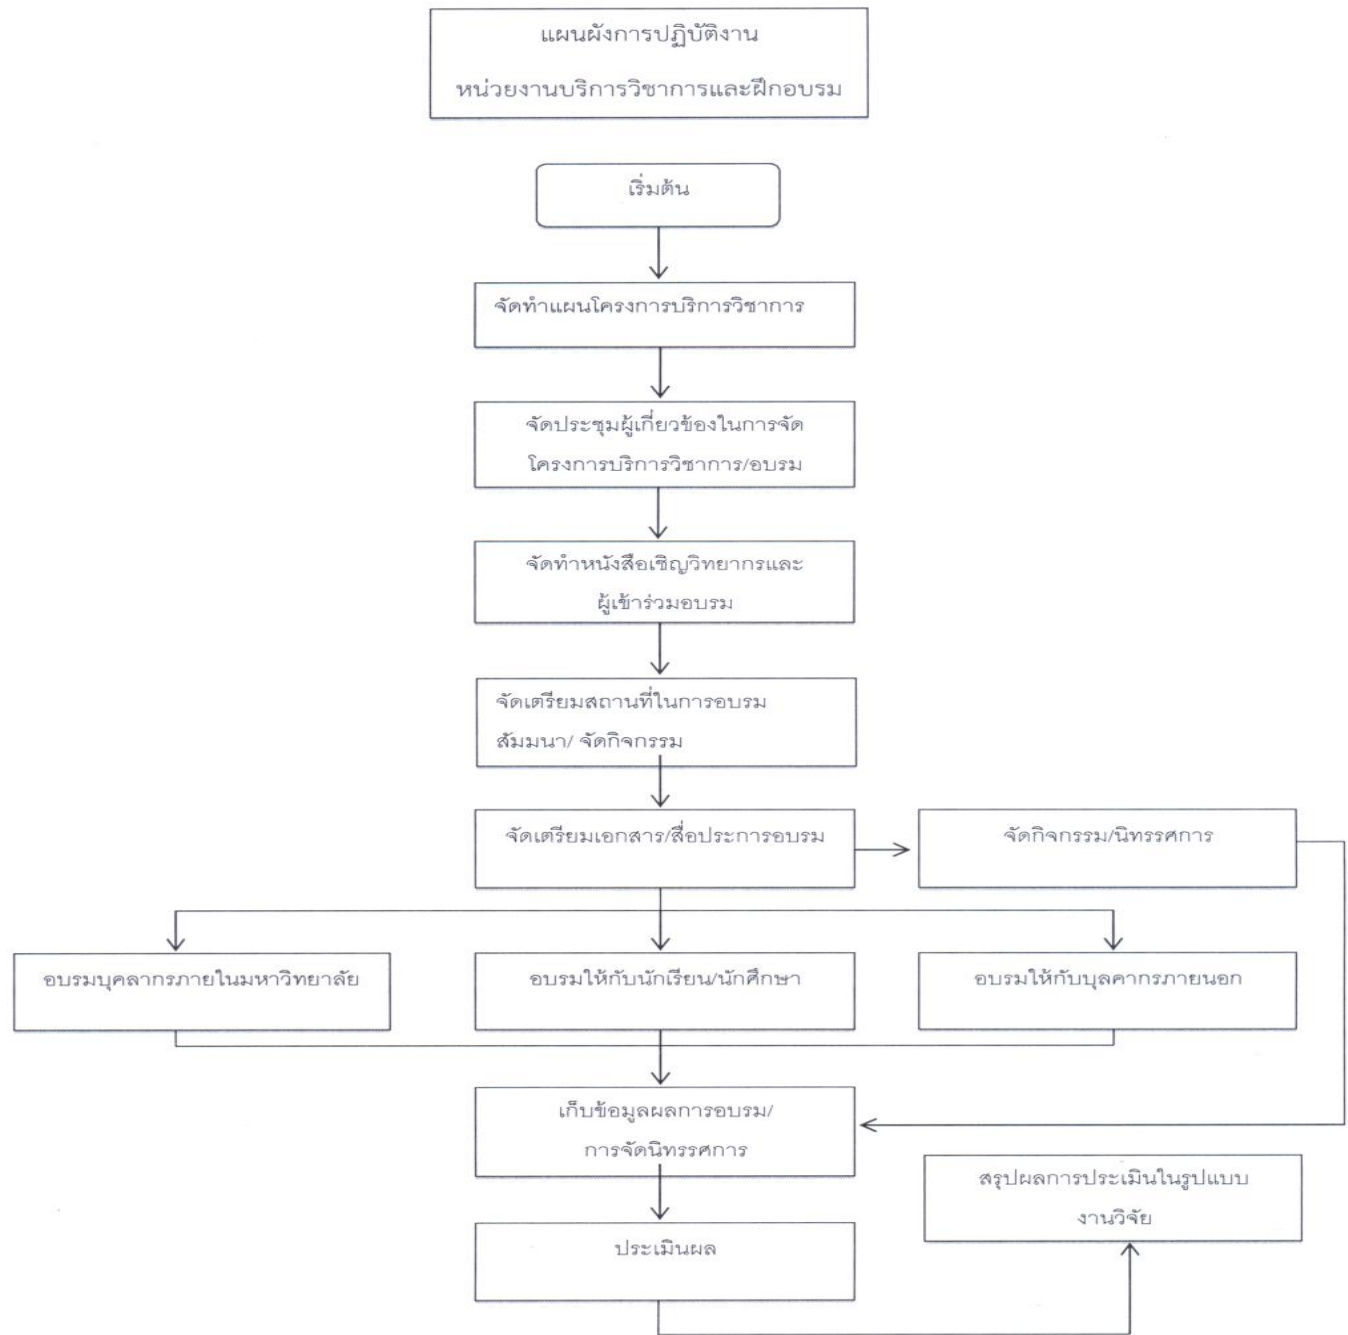 แผนผังการปฏิบัติงาน
หน่วยงานบริการวิชาการและฝึกอบรม
เริ่มต้น
จัดทำแผนโครงการบริการวิชาการ
จัดประชุมผู้เกี่ยวข้องในการจัด
โครงการบริการวิชาการ/อบรม
จัดทำหนังสือเชิญวิทยากรและ
ผู้เข้าร่วมอบรม
จัดเตรียมสถานที่ในการอบรม
สัมมนา/ จัดกิจกรรม
จัดเตรียมเอกสาร/สื่อประการอบรม
จัดกิจกรรม/นิทรรศการ
อบรมบุคลากรภายในมหาวิทยาลัย
อบรมให้กับนักเรียน/นักศึกษา
อบรมให้กับบุลคากรภายนอก
เก็บข้อมูลผลการอบรม/
การจัดนิทรรศการ
สรุปผลการประเมินในรูปแบบ
งานวิจัย
ประเมินผล